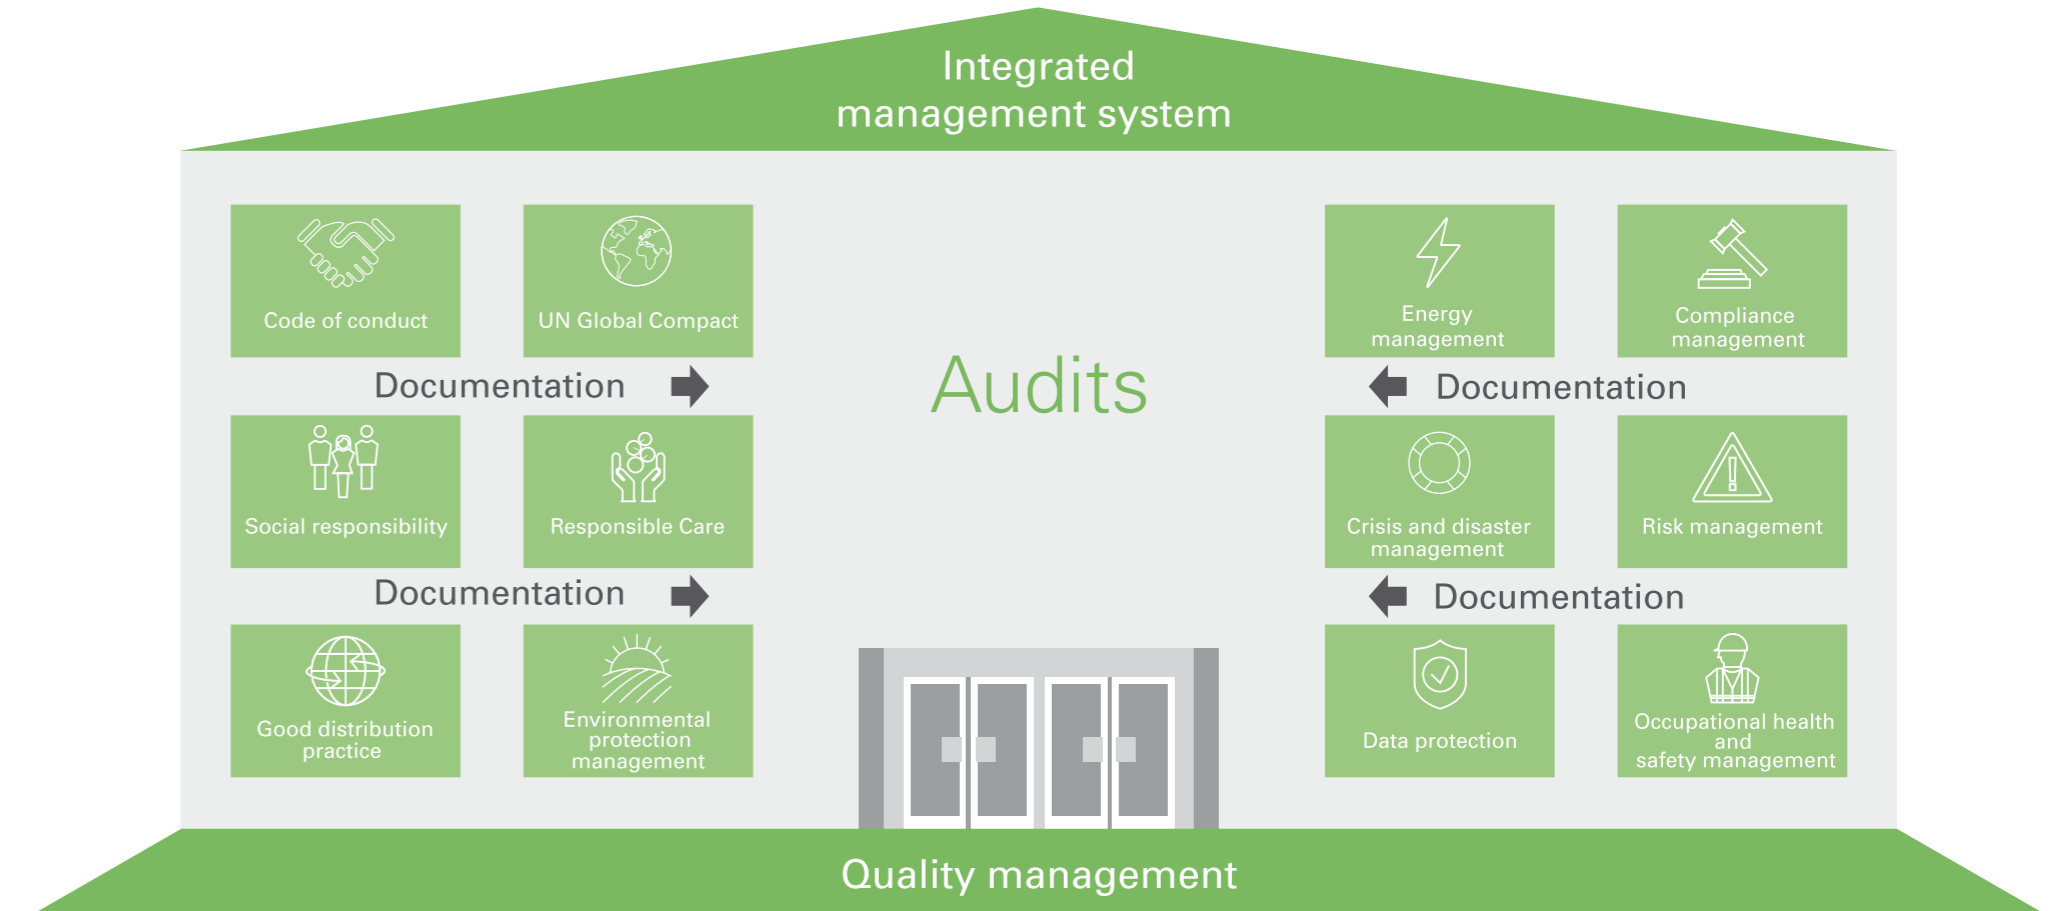 Integrated
management system
Code of conduct
UN Global Compact
Documentation
Social responsibility
Responsible Care
Documentation
Good distribution
practice
Environmental
protection
management
Audits
Energy
management
Compliance
management
Documentation
Crisis and disaster
management
Risk management
Documentation
Data protection
Occupational health
and
safety management
Quality management